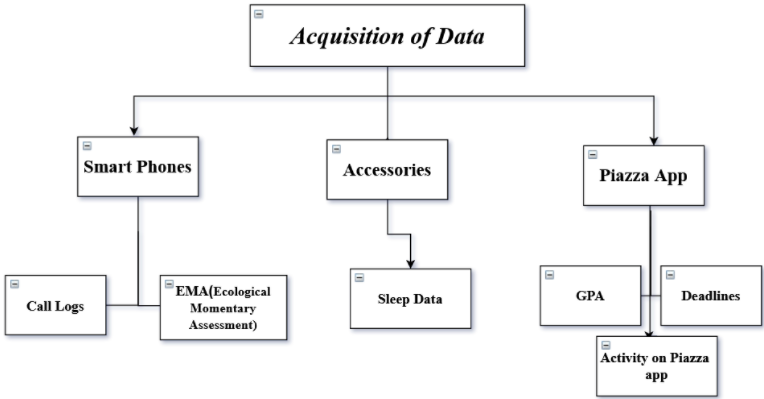 Acquisition of Data
Smart Phones
Accessories
Piazza App
Call Logs
EMA(Ecological
Momentary
Assessment)
Sleep Data
GPA
Deadlines
Activity on Piazza
app